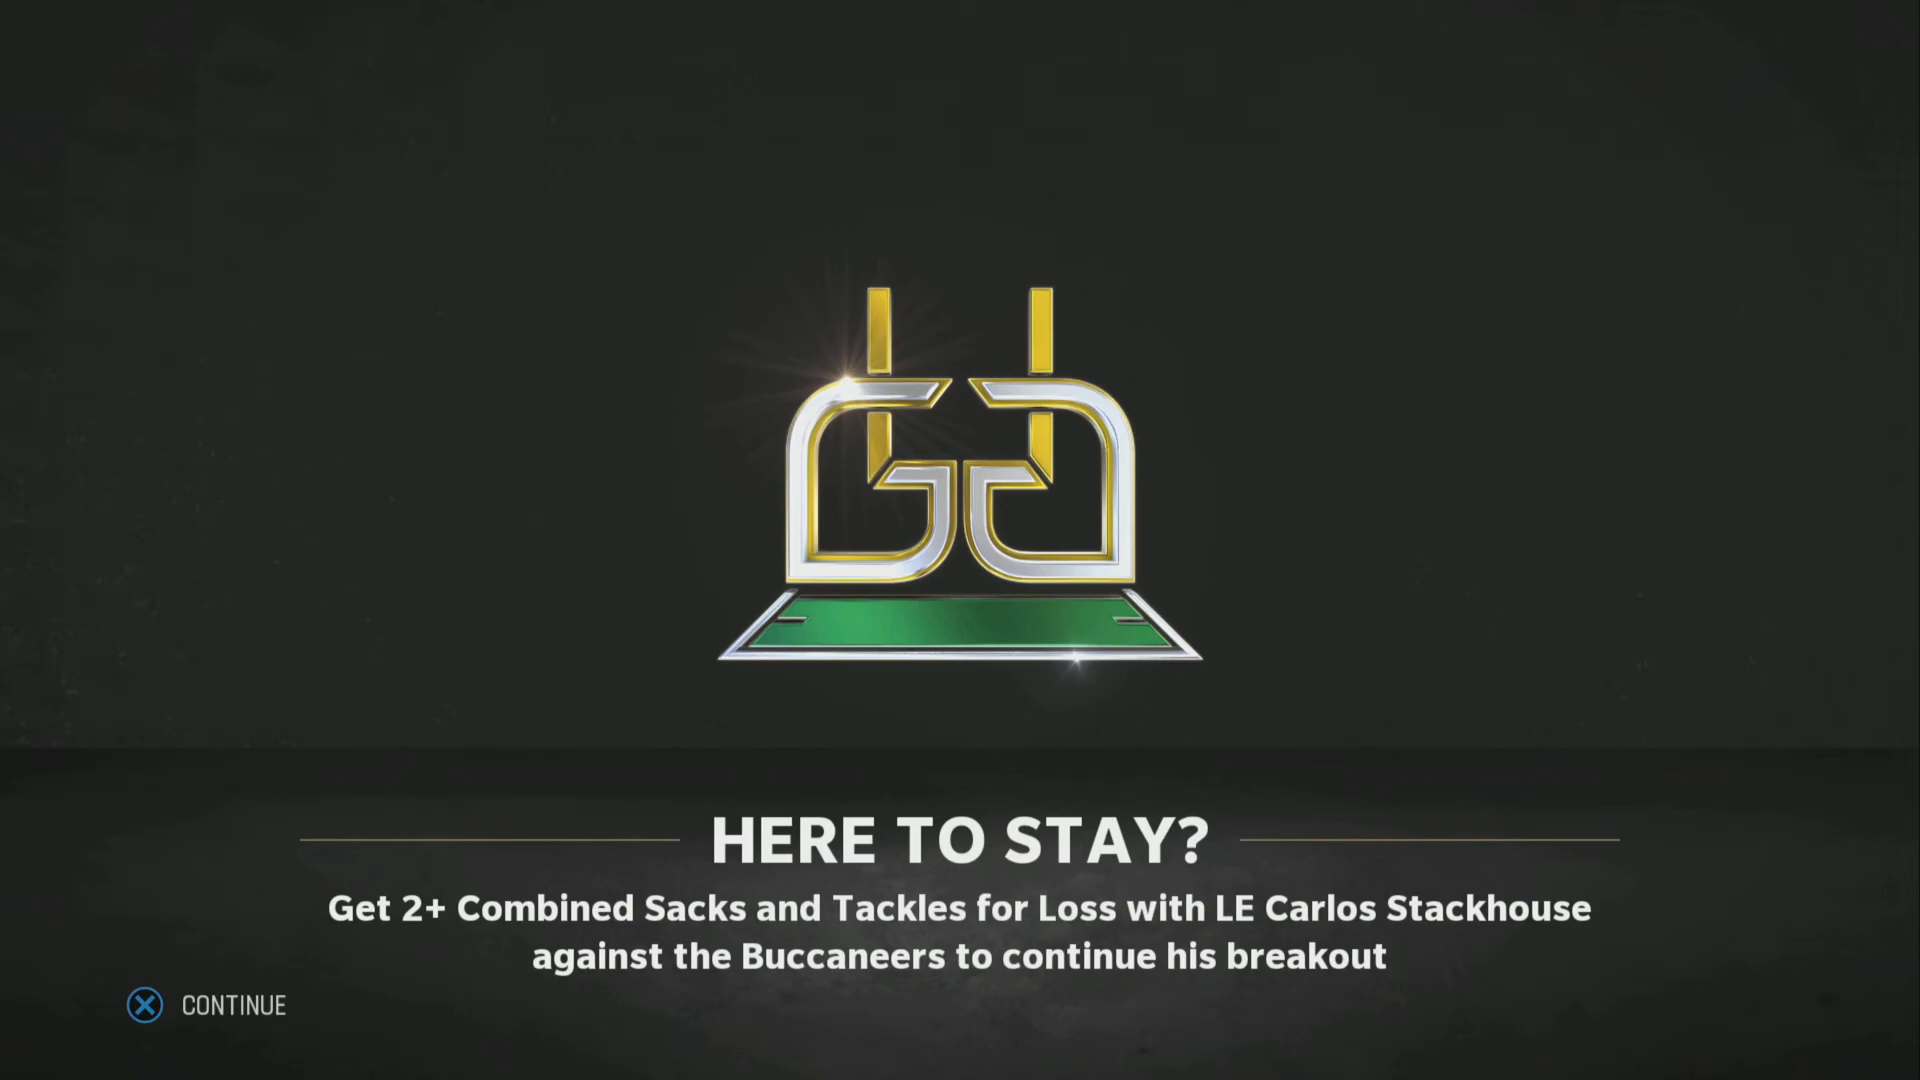 HERE TO STAY?
Get 2+ Combined Sacks and Tackles for Loss with LE Carlos Stackhouse
against the Buccaneers to continue his breakout
CONTINUE